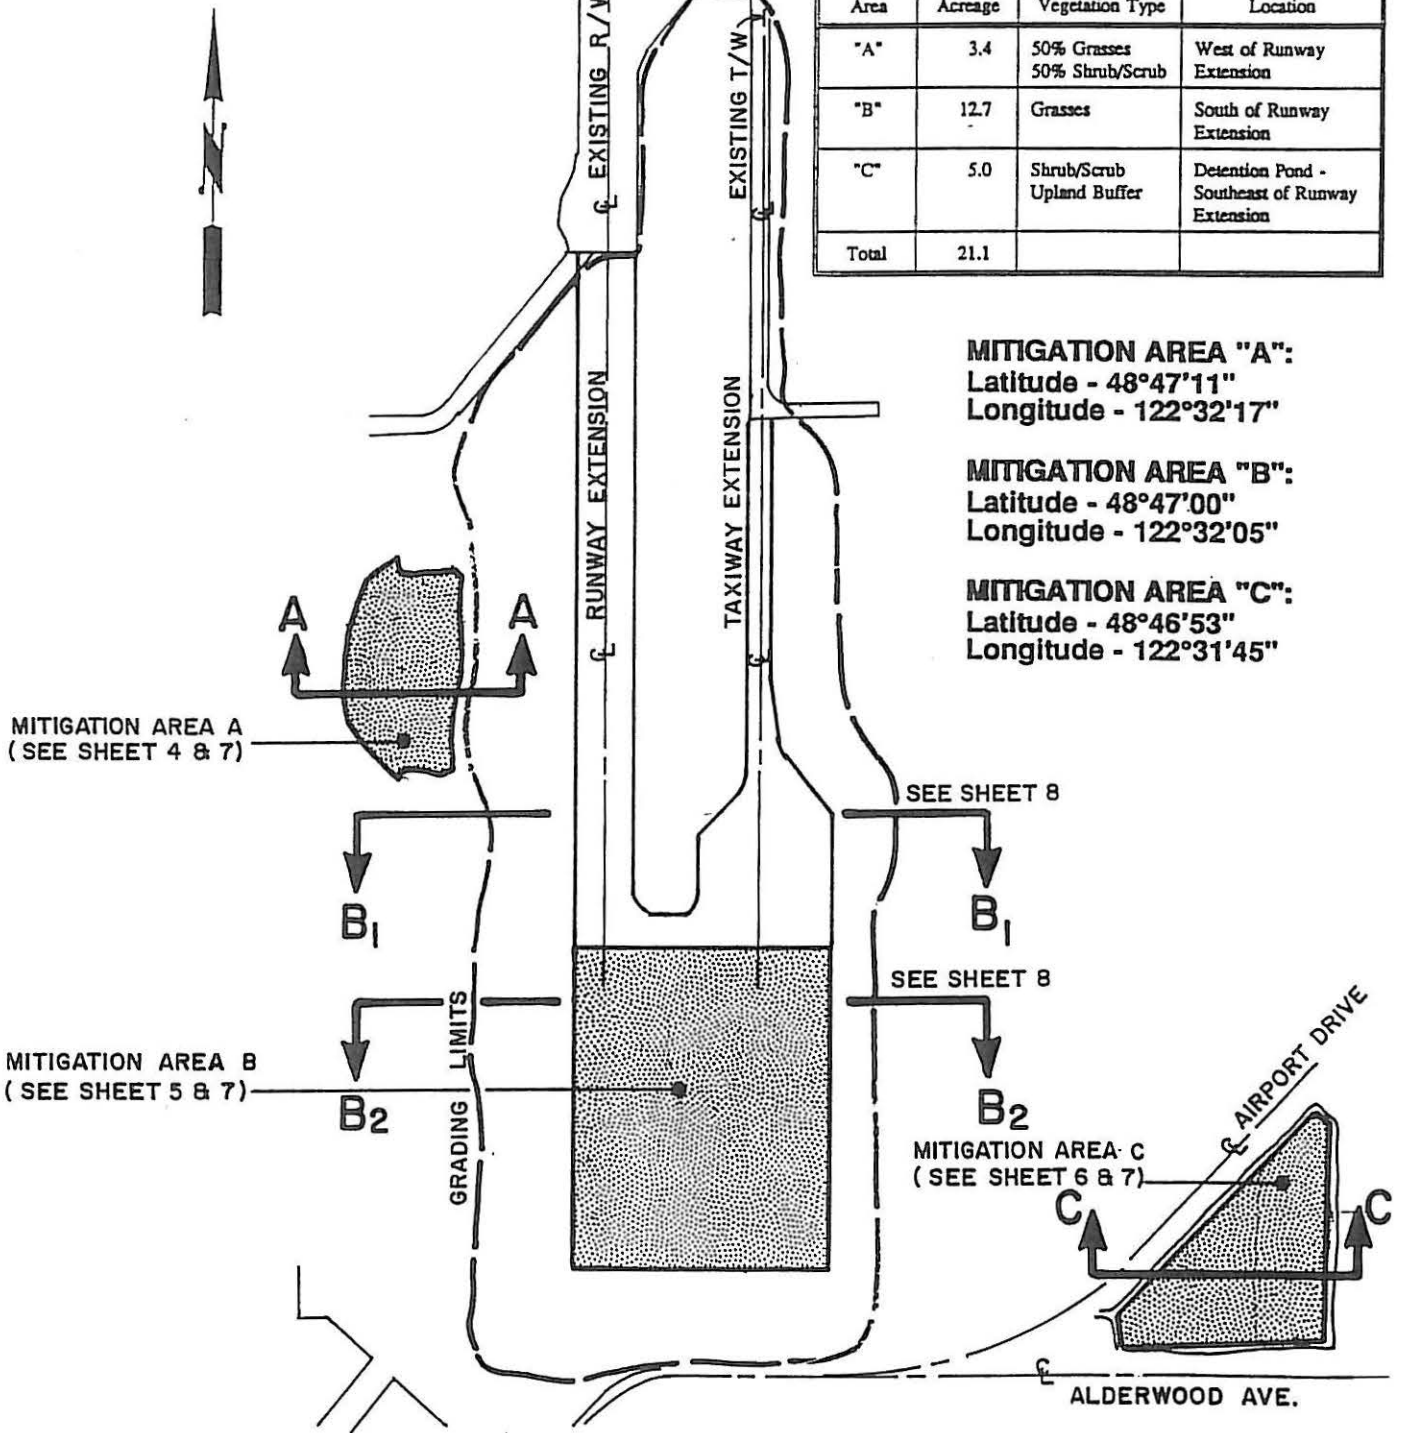 Area Acreage Vegetation Type Location
"A" 3.4 50% Grasses West of Runway
50% Shrub/Scrub Extension
"B" 12.7 Grasses South of Runway
Extension
"C" 5.0 Shrub/Scrub Detention Pond -
Upland Buffer Southeast of Runway
Extension
Total 21.1
N
EXISTING R/W
EXISTING T/W
MITIGATION AREA "A":
Latitude - 48°47'11"
Longitude - 122°32'17"
MITIGATION AREA "B":
Latitude - 48°47'00"
Longitude - 122°32'05"
MITIGATION AREA "C":
Latitude - 48°46'53"
Longitude - 122°31'45"
RUNWAY EXTENSION
TAXIWAY EXTENSION
A A
MITIGATION AREA A
(SEE SHEET 4 & 7)
SEE SHEET 8
B1 B1
SEE SHEET 8
GRADING LIMITS
MITIGATION AREA B
(SEE SHEET 5 & 7)
B2 B2
AIRPORT DRIVE
MITIGATION AREA C
(SEE SHEET 6 & 7)
C C
ALDERWOOD AVE.